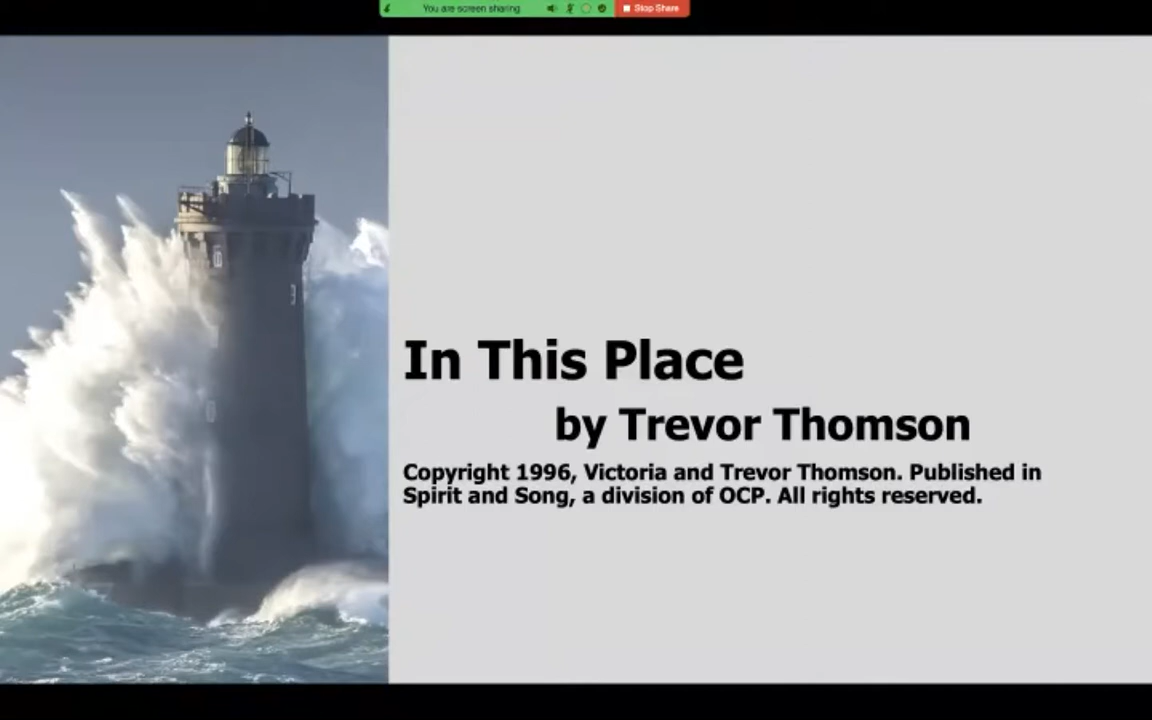 You are screen sharing
Stop Share
In This Place
by Trevor Thomson
Copyright 1996, Victoria and Trevor Thomson. Published in
Spirit and Song, a division of OCP. All rights reserved.